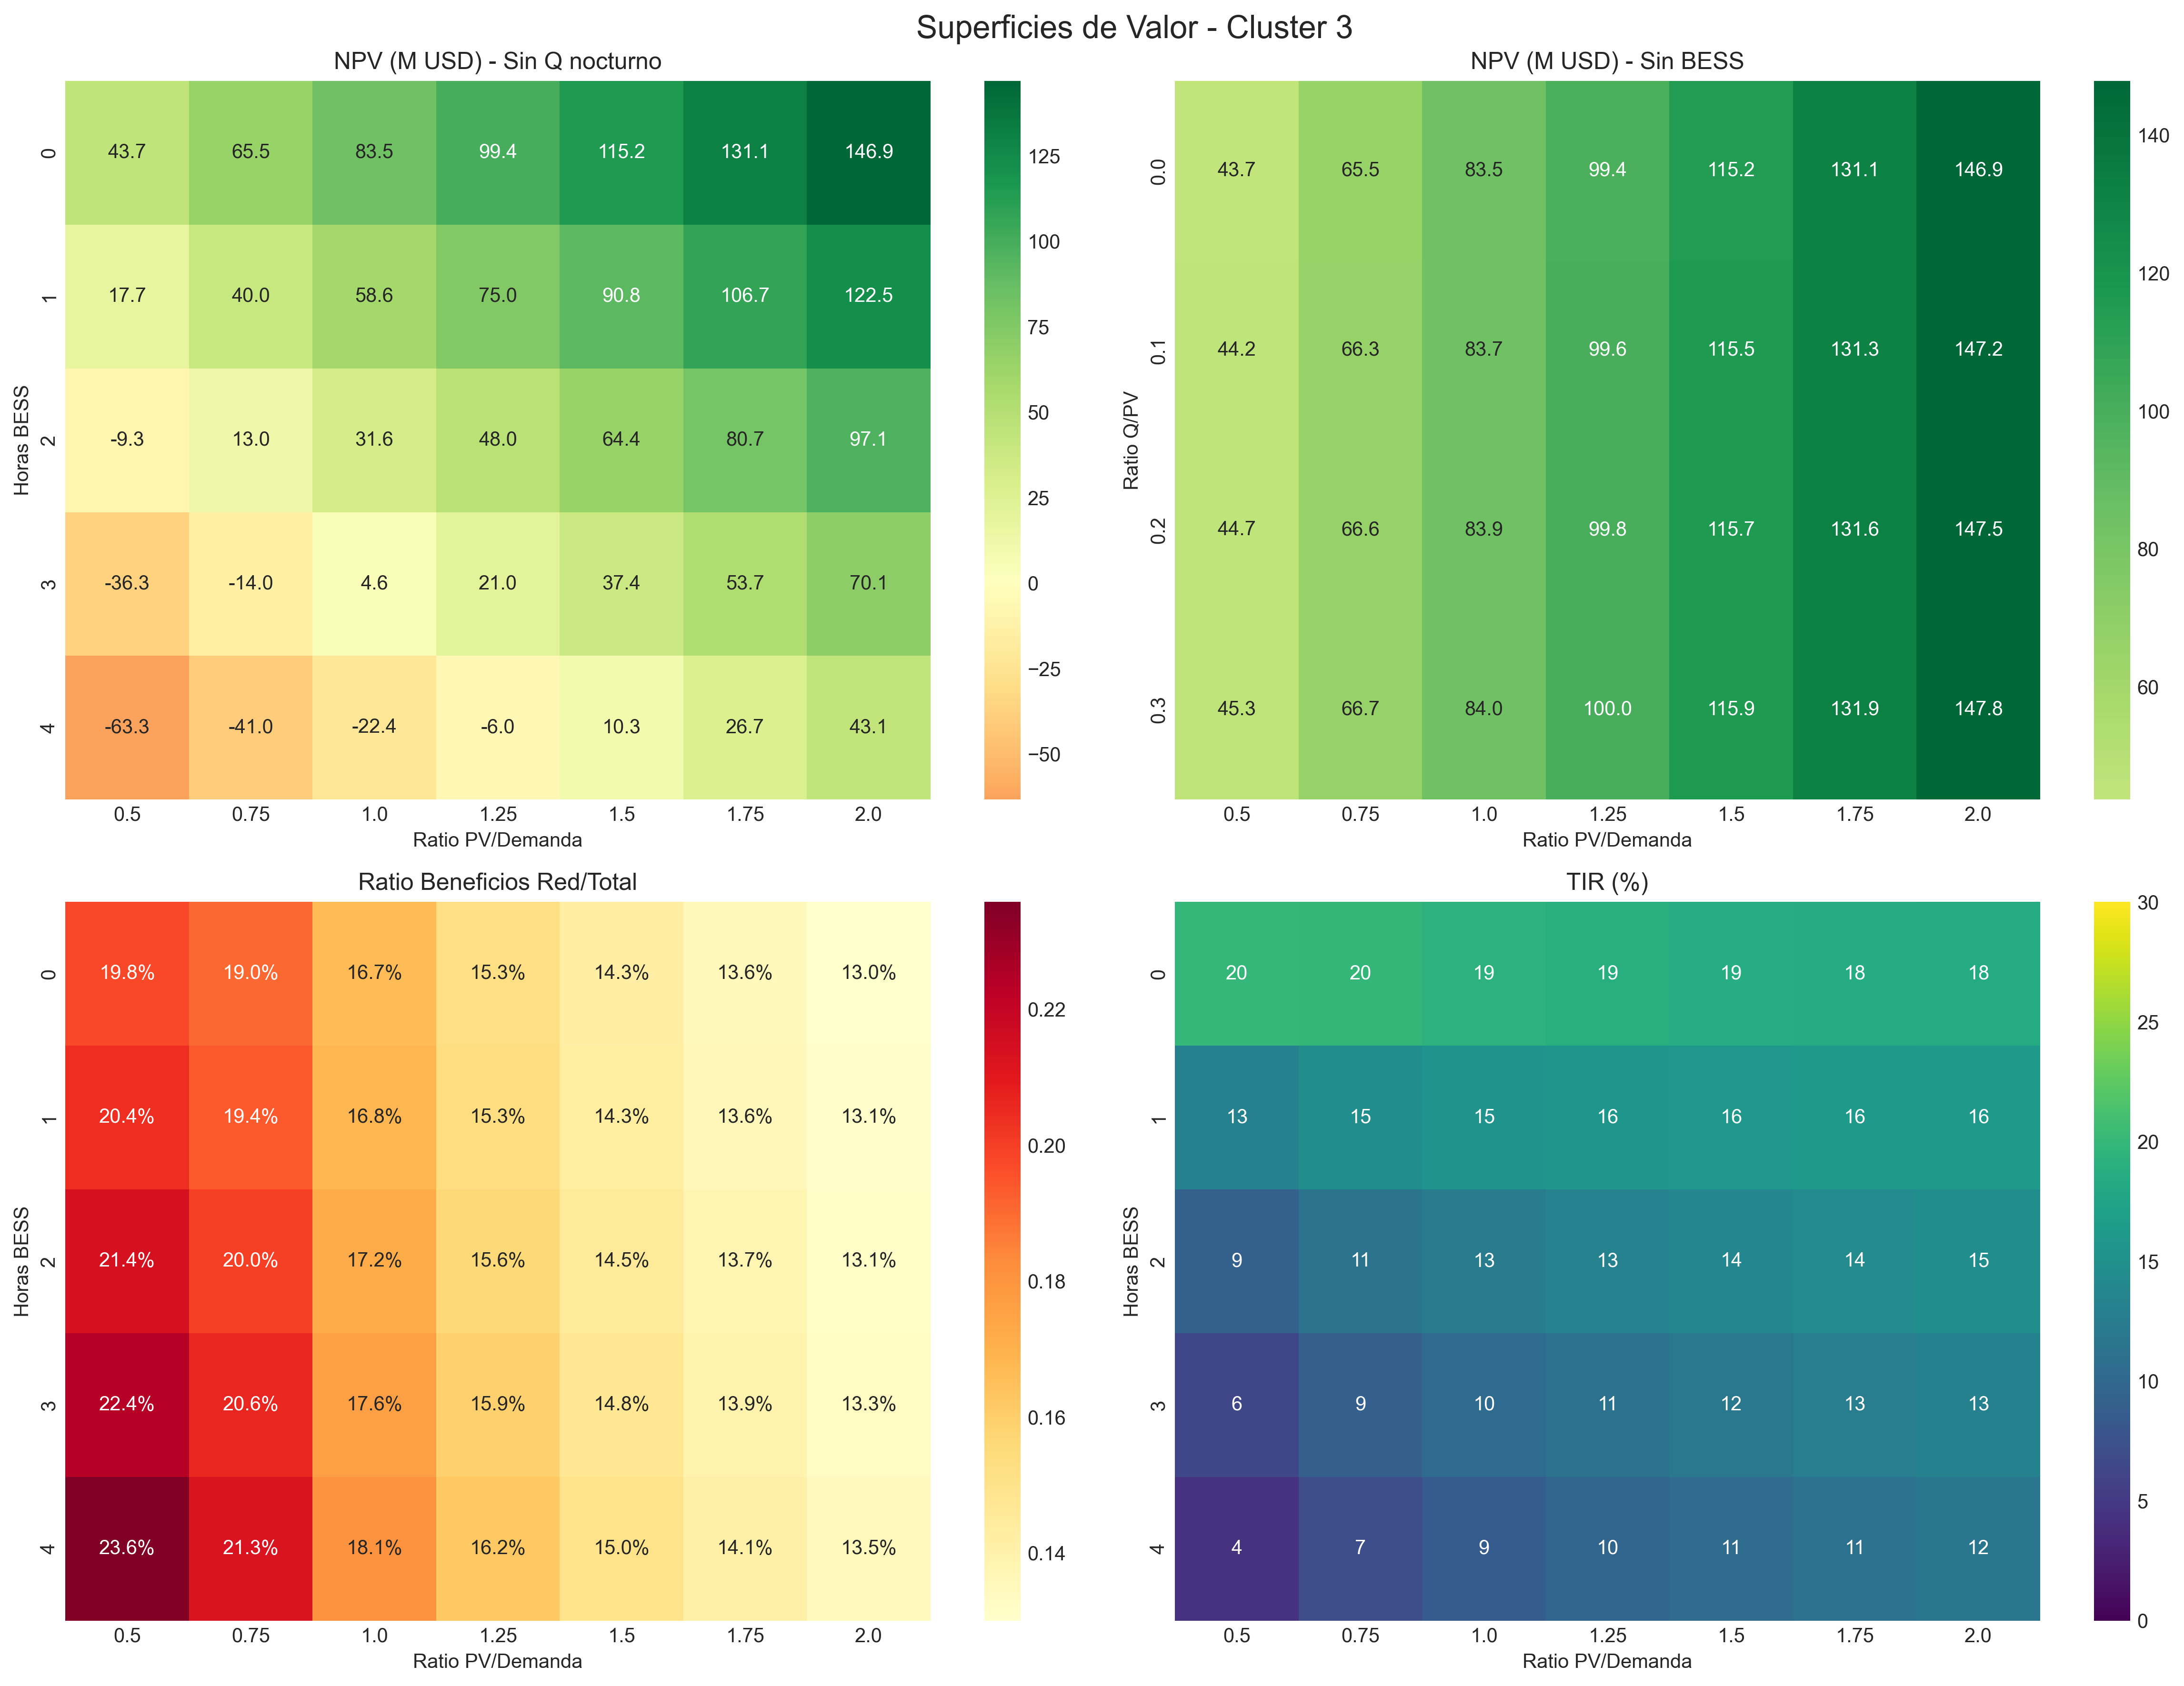 Superficies de Valor - Cluster 3
NPV (M USD) - Sin Q nocturno
0 43.7 65.5 83.5 99.4 115.2 131.1 146.9
1 17.7 40.0 58.6 75.0 90.8 106.7 122.5
2 -9.3 13.0 31.6 48.0 64.4 80.7 97.1
3 -36.3 -14.0 4.6 21.0 37.4 53.7 70.1
4 -63.3 -41.0 -22.4 -6.0 10.3 26.7 43.1
0.5 0.75 1.0 1.25 1.5 1.75 2.0
Horas BESS
Ratio PV/Demanda
125
100
75
50
25
0
−25
−50
NPV (M USD) - Sin BESS
0.0 43.7 65.5 83.5 99.4 115.2 131.1 146.9
0.1 44.2 66.3 83.7 99.6 115.5 131.3 147.2
0.2 44.7 66.6 83.9 99.8 115.7 131.6 147.5
0.3 45.3 66.7 84.0 100.0 115.9 131.9 147.8
0.5 0.75 1.0 1.25 1.5 1.75 2.0
Ratio Q/PV
Ratio PV/Demanda
140
120
100
80
60
Ratio Beneficios Red/Total
0 19.8% 19.0% 16.7% 15.3% 14.3% 13.6% 13.0%
1 20.4% 19.4% 16.8% 15.3% 14.3% 13.6% 13.1%
2 21.4% 20.0% 17.2% 15.6% 14.5% 13.7% 13.1%
3 22.4% 20.6% 17.6% 15.9% 14.8% 13.9% 13.3%
4 23.6% 21.3% 18.1% 16.2% 15.0% 14.1% 13.5%
0.5 0.75 1.0 1.25 1.5 1.75 2.0
Horas BESS
Ratio PV/Demanda
0.22
0.20
0.18
0.16
0.14
TIR (%)
0 20 20 19 19 19 18 18
1 13 15 15 16 16 16 16
2 9 11 13 13 14 14 15
3 6 9 10 11 12 13 13
4 4 7 9 10 11 11 12
0.5 0.75 1.0 1.25 1.5 1.75 2.0
Horas BESS
Ratio PV/Demanda
30
25
20
15
10
5
0